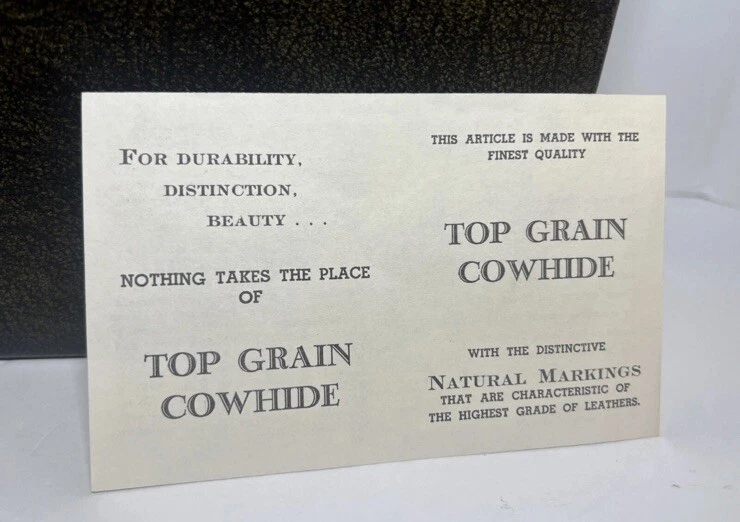 FOR DURABILITY,
DISTINCTION,
BEAUTY . . .
NOTHING TAKES THE PLACE
OF
TOP GRAIN
COWHIDE
THIS ARTICLE IS MADE WITH THE
FINEST QUALITY
TOP GRAIN
COWHIDE
WITH THE DISTINCTIVE
NATURAL MARKINGS
THAT ARE CHARACTERISTIC OF
THE HIGHEST GRADE OF LEATHERS.